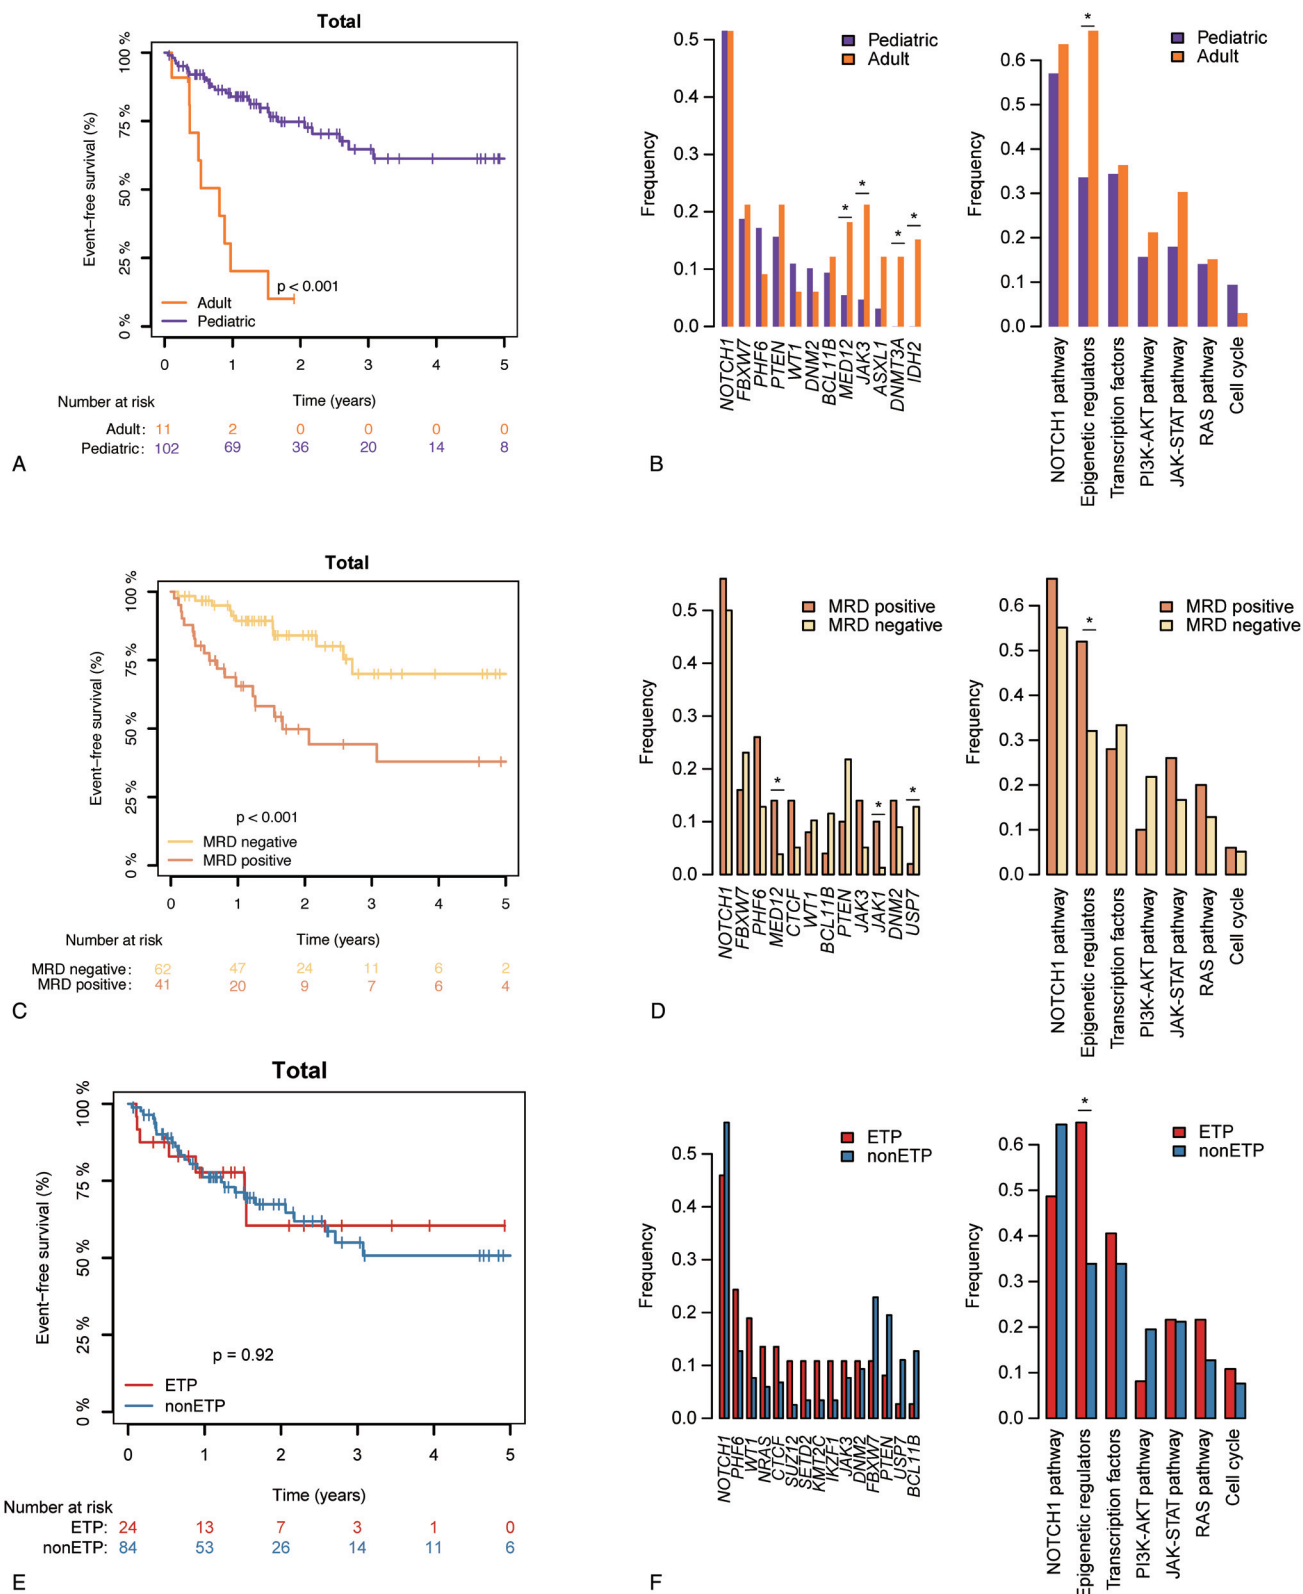 Total
Event-free survival (%)
100 %
75 %
50 %
25 %
0 %
p < 0.001
Adult
Pediatric
0 1 2 3 4 5
Number at risk Time (years)
Adult: 11 2 0 0 0 0
Pediatric: 102 69 36 20 14 8
A
Frequency
0.5
0.4
0.3
0.2
0.1
0.0
Pediatric
Adult
* * * *
NOTCH1
FBXW7
PHF6
PTEN
WT1
DNM2
BCL11B
MED12
JAK3
ASXL1
DNMT3A
IDH2
B
Frequency
0.6
0.5
0.4
0.3
0.2
0.1
0.0
*
Pediatric
Adult
NOTCH1 pathway
Epigenetic regulators
Transcription factors
PI3K-AKT pathway
JAK-STAT pathway
RAS pathway
Cell cycle
Total
Event-free survival (%)
100 %
75 %
50 %
25 %
0 %
p < 0.001
MRD negative
MRD positive
0 1 2 3 4 5
Number at risk Time (years)
MRD negative: 62 47 24 11 6 2
MRD positive: 41 20 9 7 6 4
C
Frequency
0.5
0.4
0.3
0.2
0.1
0.0
MRD positive
MRD negative
* * *
NOTCH1
FBXW7
PHF6
MED12
CTCF
WT1
BCL11B
PTEN
JAK3
JAK1
DNM2
USP7
D
Frequency
0.6
0.5
0.4
0.3
0.2
0.1
0.0
MRD positive
MRD negative
*
NOTCH1 pathway
Epigenetic regulators
Transcription factors
PI3K-AKT pathway
JAK-STAT pathway
RAS pathway
Cell cycle
Total
Event-free survival (%)
100 %
75 %
50 %
25 %
0 %
p = 0.92
ETP
nonETP
0 1 2 3 4 5
Time (years)
Number at risk
ETP: 24 13 7 3 1 0
nonETP: 84 53 26 14 11 6
E
Frequency
0.5
0.4
0.3
0.2
0.1
0.0
ETP
nonETP
NOTCH1
PHF6
WT1
NRAS
CTCF
SUZ12
SETD2
KMT2C
IKZF1
JAK3
DNM2
FBXW7
PTEN
USP7
BCL11B
F
Frequency
0.6
0.5
0.4
0.3
0.2
0.1
0.0
*
ETP
nonETP
NOTCH1 pathway
Epigenetic regulators
Transcription factors
PI3K-AKT pathway
JAK-STAT pathway
RAS pathway
Cell cycle